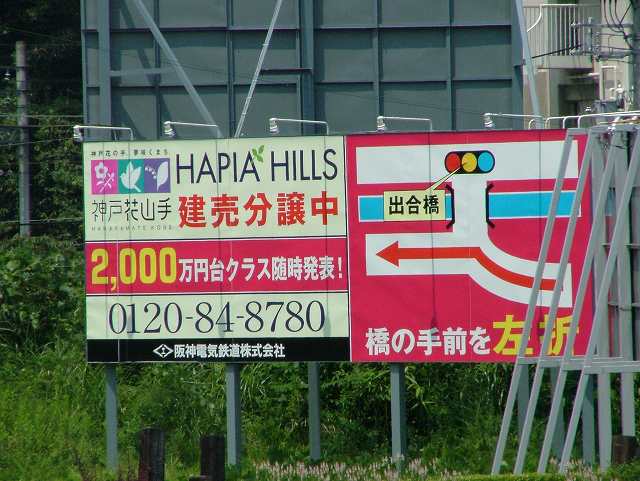 神戸花の手、夢咲くまち
HAPIA HILLS
神戸花山手
HANAYAMATE KOBE
建売分譲中
2,000万円台クラス随時発表!
0120-84-8780
阪神電気鉄道株式会社
出合橋
橋の手前を左折